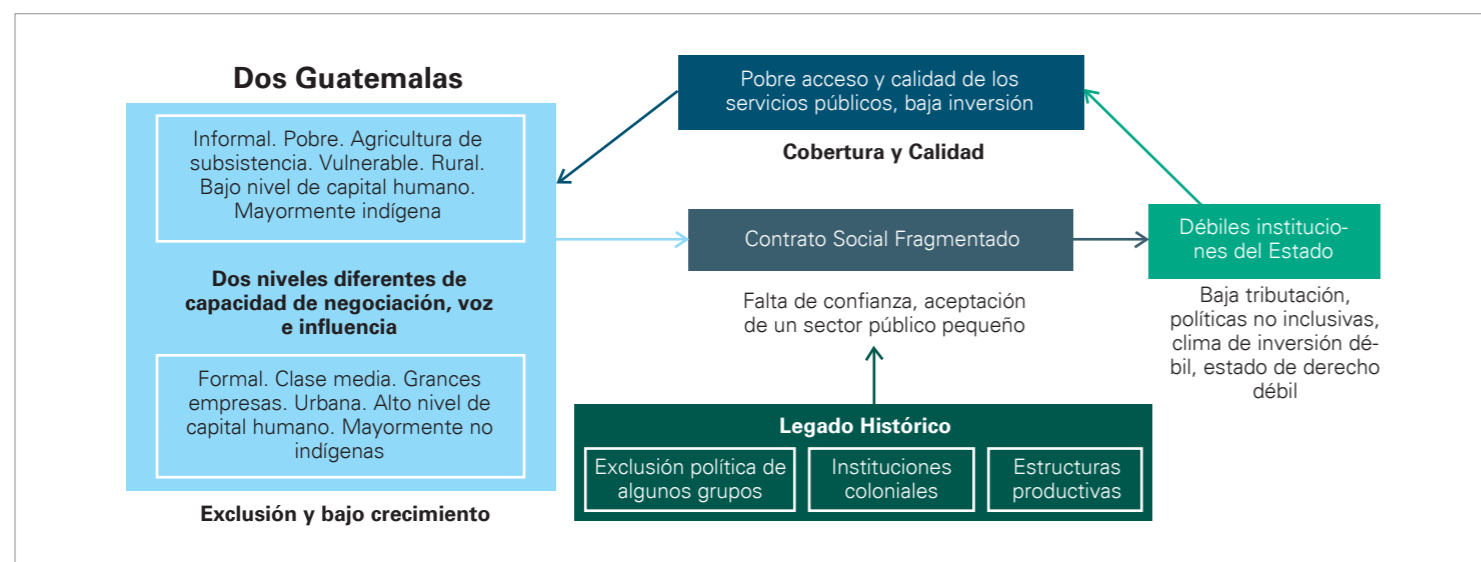 Dos Guatemalas
Informal. Pobre. Agricultura de
subsistencia. Vulnerable. Rural.
Bajo nivel de capital humano.
Mayormente indígena
Dos niveles diferentes de
capacidad de negociación, voz
e influencia
Formal. Clase media. Grances
empresas. Urbana. Alto nivel de
capital humano. Mayormente no
indígenas
Exclusión y bajo crecimiento
Pobre acceso y calidad de los
servicios públicos, baja inversión
Cobertura y Calidad
Contrato Social Fragmentado
Falta de confianza, aceptación
de un sector público pequeño
Legado Histórico
Exclusión política de
algunos grupos
Instituciones
coloniales
Estructuras
productivas
Débiles institucio-
nes del Estado
Baja tributación,
políticas no inclusivas,
clima de inversión dé-
bil, estado de derecho
débil